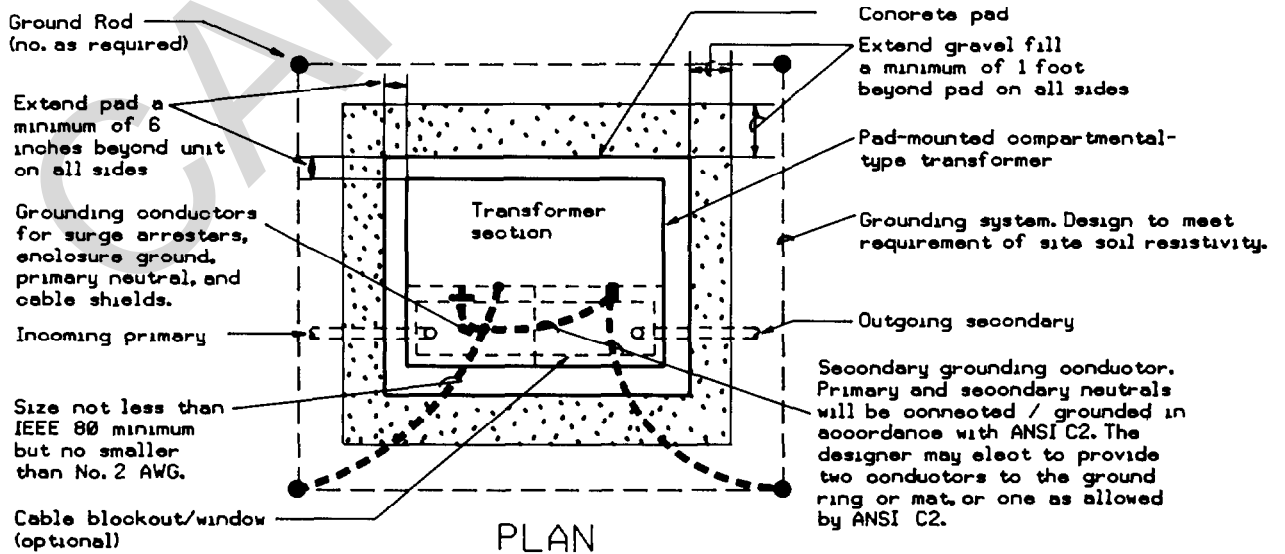 Ground Rod
(no. as required)
Extend pad a
minimum of 6
inches beyond unit
on all sides
Grounding conductors
for surge arresters,
enclosure ground,
primary neutral, and
cable shields.
Incoming primary
Size not less than
IEEE 80 minimum
but no smaller
than No. 2 AWG.
Cable blockout/window
(optional)
Transformer
section
PLAN
Concrete pad
Extend gravel fill
a minimum of 1 foot
beyond pad on all sides
Pad-mounted compartmental-
type transformer
Grounding system. Design to meet
requirement of site soil resistivity.
Outgoing secondary
Secondary grounding conductor.
Primary and secondary neutrals
will be connected / grounded in
accordance with ANSI C2. The
designer may elect to provide
two conductors to the ground
ring or mat, or one as allowed
by ANSI C2.